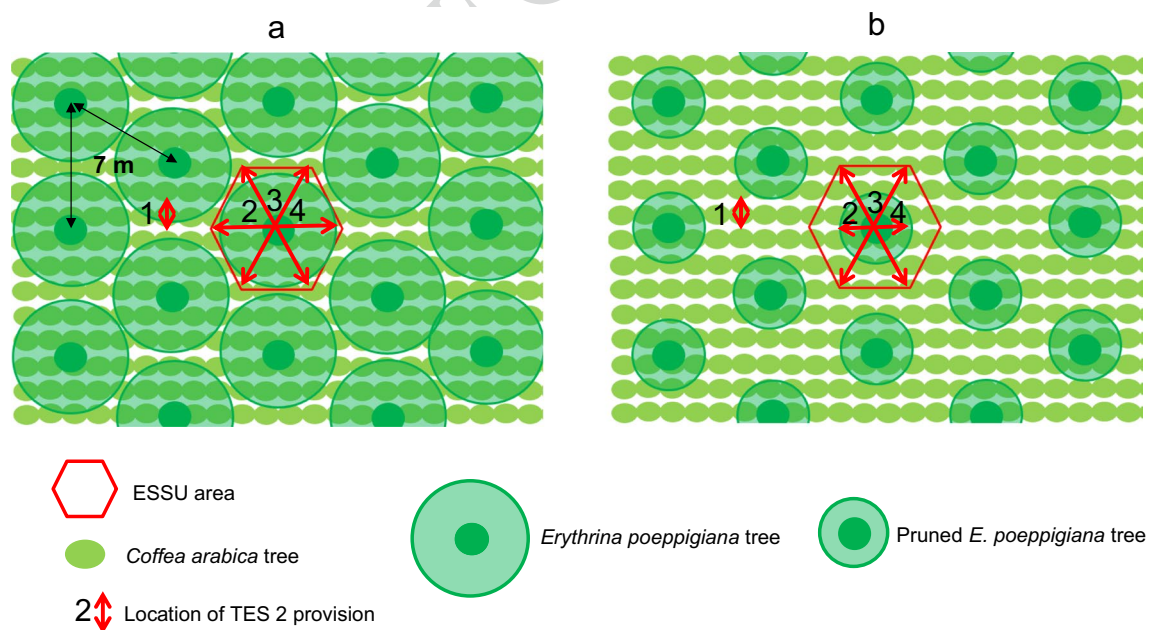 a
b
7 m
1
2 3 4
1
2 3 4
ESSU area
Coffea arabica tree
2 Location of TES 2 provision
Erythrina poeppigiana tree
Pruned E. poeppigiana tree